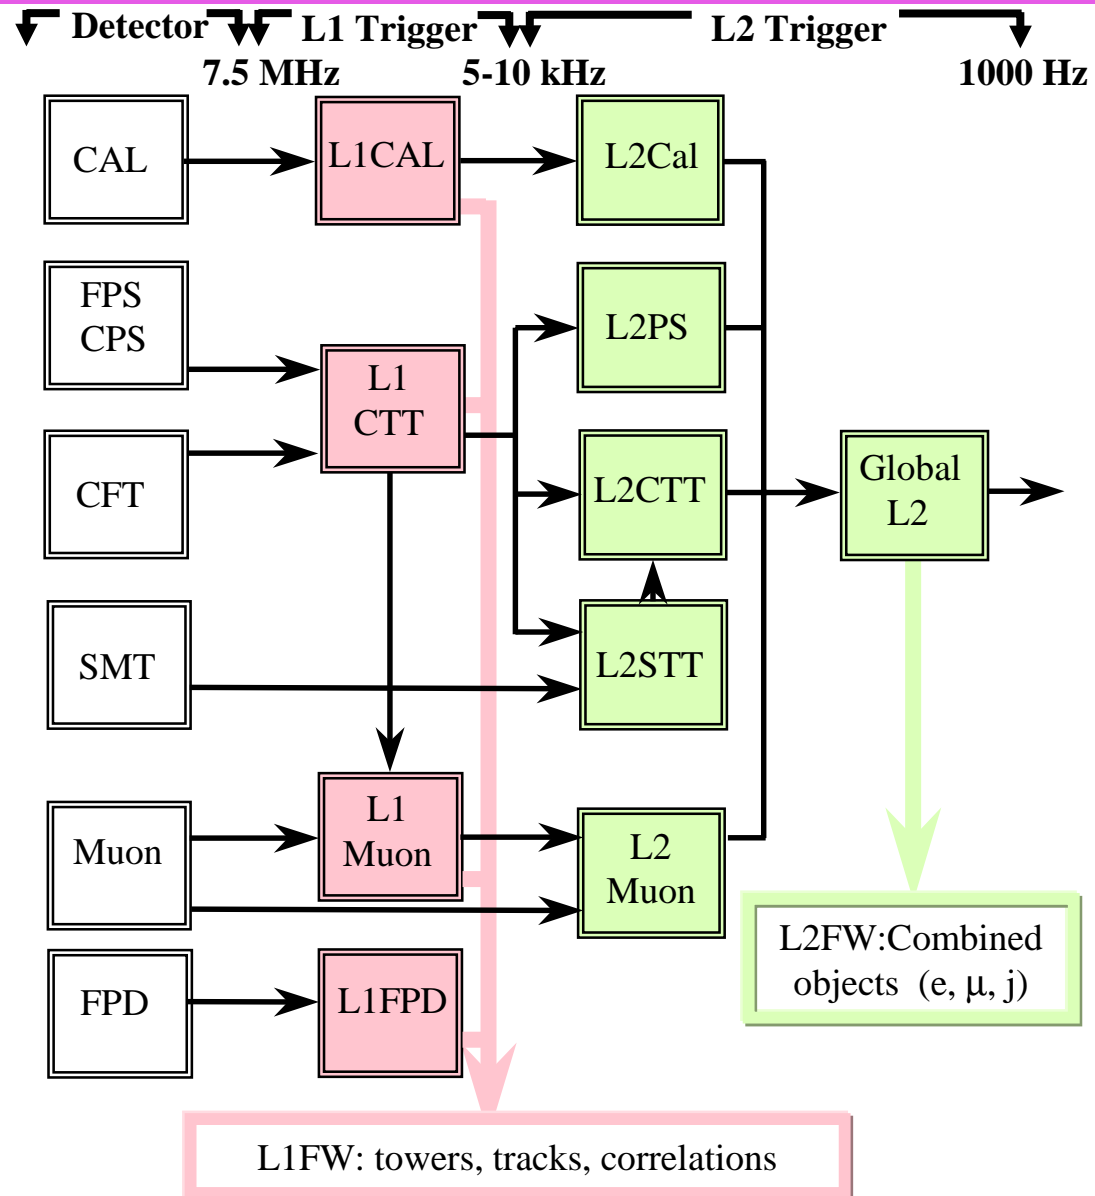 Detector
L1 Trigger
L2 Trigger
7.5 MHz
5-10 kHz
1000 Hz
CAL
L1CAL
L2Cal
FPS
CPS
L2PS
L1
CTT
CFT
L2CTT
Global
L2
SMT
L2STT
Muon
L1
Muon
L2
Muon
FPD
L1FPD
L2FW:Combined
objects (e, μ, j)
L1FW: towers, tracks, correlations